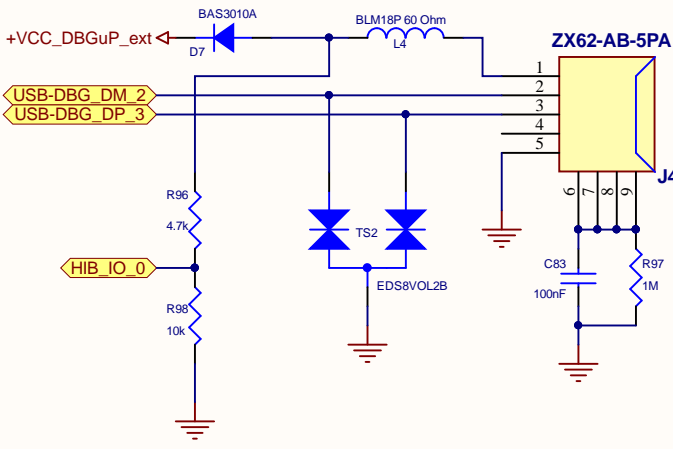 BAS3010A
+VCC_DBGuP_ext
D7
BLM18P 60 Ohm
L4
ZX62-AB-5PA
1
USB-DBG_DM_2
2
USB-DBG_DP_3
3
4
5
J4
6
7
8
9
R96
4.7k
TS2
HIB_IO_0
C83
R97
EDS8VOL2B
100nF
1M
R98
10k